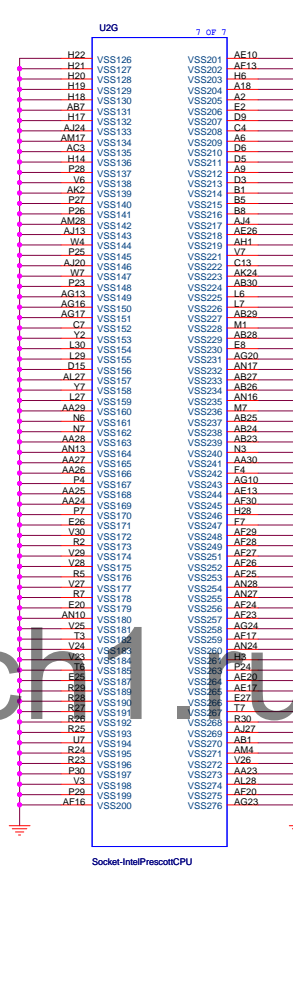 U2G
7 OF 7
H22 VSS126 VSS201 AE10
H21 VSS127 VSS202 AF13
H20 VSS128 VSS203 H6
H19 VSS129 VSS204 A18
H18 VSS130 VSS205 A2
AB7 VSS131 VSS206 E2
H17 VSS132 VSS207 D9
AJ24 VSS133 VSS208 C4
AM17 VSS134 VSS209 A6
AC3 VSS135 VSS210 D6
H14 VSS136 VSS211 D5
P28 VSS137 VSS212 A9
V6 VSS138 VSS213 D3
AK2 VSS139 VSS214 B1
P27 VSS140 VSS215 B5
P26 VSS141 VSS216 B8
AM28 VSS142 VSS217 AJ4
AJ13 VSS143 VSS218 AE26
W4 VSS144 VSS219 AH1
P25 VSS145 VSS221 V7
AJ20 VSS146 VSS222 C13
W7 VSS147 VSS223 AK24
P23 VSS148 VSS224 AB30
AG13 VSS149 VSS225 L6
AG16 VSS150 VSS226 L7
AG17 VSS151 VSS227 AB29
C7 VSS152 VSS228 M1
Y2 VSS153 VSS229 AB28
L30 VSS154 VSS230 E8
L29 VSS155 VSS231 AG20
D15 VSS156 VSS232 AN17
AL27 VSS157 VSS233 AB27
Y7 VSS158 VSS234 AB26
L27 VSS159 VSS235 AN16
AA29 VSS160 VSS236 M7
N6 VSS161 VSS237 AB25
N7 VSS162 VSS238 AB24
AA28 VSS163 VSS239 AB23
AN13 VSS164 VSS240 N3
AA27 VSS165 VSS241 AA30
AA26 VSS166 VSS242 F4
P4 VSS167 VSS243 AG10
AA25 VSS168 VSS244 AE13
AA24 VSS169 VSS245 AF30
P7 VSS170 VSS246 H28
E26 VSS171 VSS247 F7
V30 VSS172 VSS248 AF29
R2 VSS173 VSS249 AF28
V29 VSS174 VSS250 AF27
V28 VSS175 VSS251 AF26
R5 VSS176 VSS252 AF25
V27 VSS177 VSS253 AN28
R7 VSS178 VSS255 AN27
E20 VSS179 VSS256 AF24
AN10 VSS180 VSS257 AF23
V25 VSS181 VSS258 AG24
T3 VSS182 VSS259 AF17
V24 VSS183 VSS260 AN24
V23 VSS184 VSS261 H3
T6 VSS185 VSS263 P24
E25 VSS187 VSS264 AE20
R29 VSS189 VSS265 AE17
R28 VSS190 VSS266 E27
R27 VSS191 VSS267 T7
R26 VSS192 VSS268 R30
R25 VSS193 VSS269 AJ27
U7 VSS194 VSS270 AB1
R24 VSS195 VSS271 AM4
R23 VSS196 VSS272 V26
P30 VSS197 VSS273 AA23
V3 VSS198 VSS274 AL28
P29 VSS199 VSS275 AF20
AF16 VSS200 VSS276 AG23
ch1.ru
Socket-IntelPrescottCPU